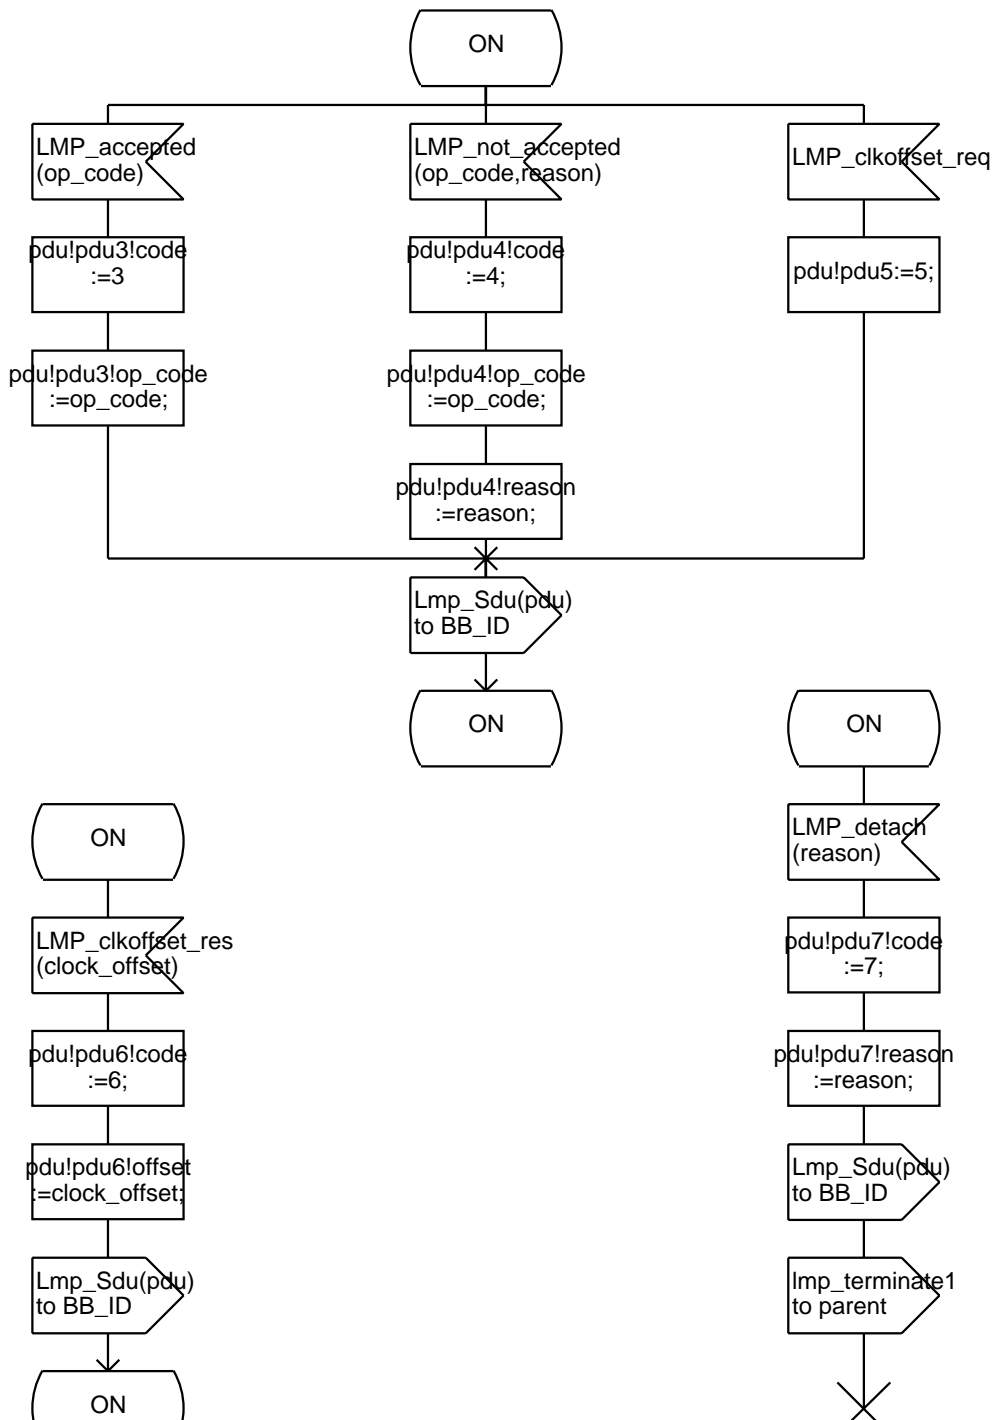 ON
LMP_accepted
(op_code)
LMP_not_accepted
(op_code,reason)
LMP_clkoffset_req
pdu!pdu3!code
:=3
pdu!pdu4!code
:=4;
pdu!pdu5:=5;
pdu!pdu3!op_code
:=op_code;
pdu!pdu4!op_code
:=op_code;
pdu!pdu4!reason
:=reason;
Lmp_Sdu(pdu)
to BB_ID
ON
ON
LMP_detach
(reason)
pdu!pdu7!code
:=7;
pdu!pdu7!reason
:=reason;
Lmp_Sdu(pdu)
to BB_ID
lmp_terminate1
to parent
ON
LMP_clkoffset_res
(clock_offset)
pdu!pdu6!code
:=6;
pdu!pdu6!offset
:=clock_offset;
Lmp_Sdu(pdu)
to BB_ID
ON